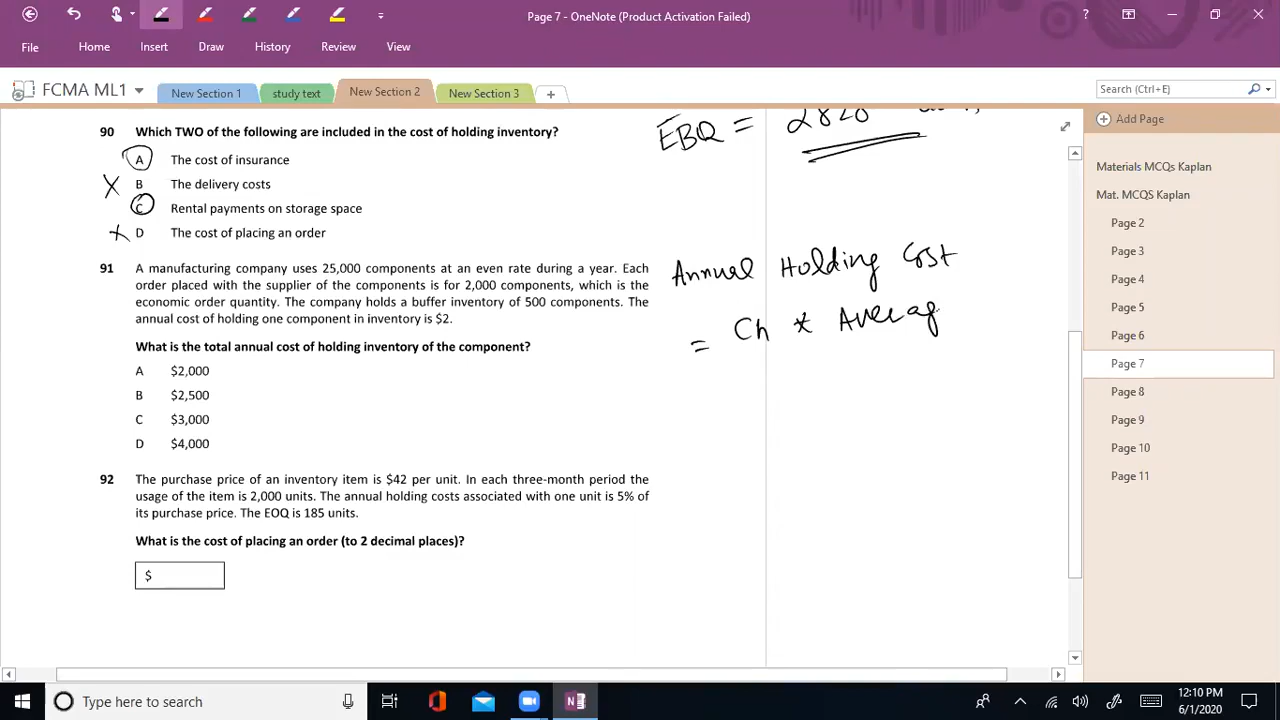 Page 7 - OneNote (Product Activation Failed)
?
File Home Insert Draw History Review View
FCMA ML1 New Section 1 study text New Section 2 New Section 3 + Search (Ctrl+E)
90 Which TWO of the following are included in the cost of holding inventory?
A The cost of insurance
B The delivery costs
C Rental payments on storage space
D The cost of placing an order
91 A manufacturing company uses 25,000 components at an even rate during a year. Each
order placed with the supplier of the components is for 2,000 components, which is the
economic order quantity. The company holds a buffer inventory of 500 components. The
annual cost of holding one component in inventory is $2.
What is the total annual cost of holding inventory of the component?
A $2,000
B $2,500
C $3,000
D $4,000
92 The purchase price of an inventory item is $42 per unit. In each three-month period the
usage of the item is 2,000 units. The annual holding costs associated with one unit is 5% of
its purchase price. The EOQ is 185 units.
What is the cost of placing an order (to 2 decimal places)?
$
EBQ = 2828
Annual Holding Cost
= Ch * Averag
Add Page
Materials MCQs Kaplan
Mat. MCQS Kaplan
Page 2
Page 3
Page 4
Page 5
Page 6
Page 7
Page 8
Page 9
Page 10
Page 11
Type here to search
12:10 PM
6/1/2020